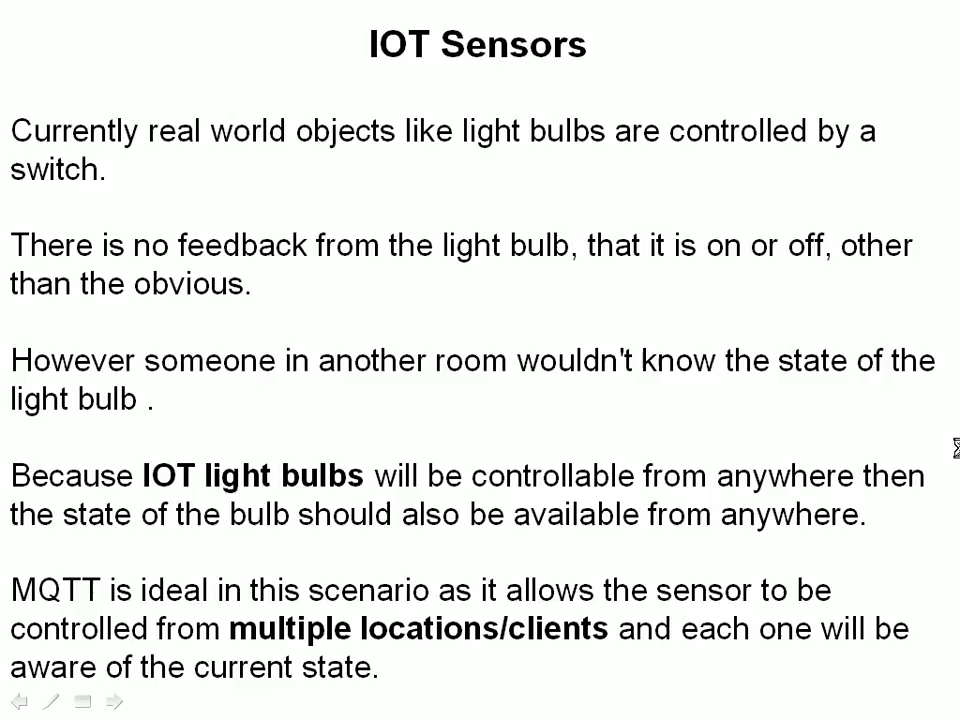 IOT Sensors
Currently real world objects like light bulbs are controlled by a
switch.
There is no feedback from the light bulb, that it is on or off, other
than the obvious.
However someone in another room wouldn't know the state of the
light bulb .
Because IOT light bulbs will be controllable from anywhere then
the state of the bulb should also be available from anywhere.
MQTT is ideal in this scenario as it allows the sensor to be
controlled from multiple locations/clients and each one will be
aware of the current state.